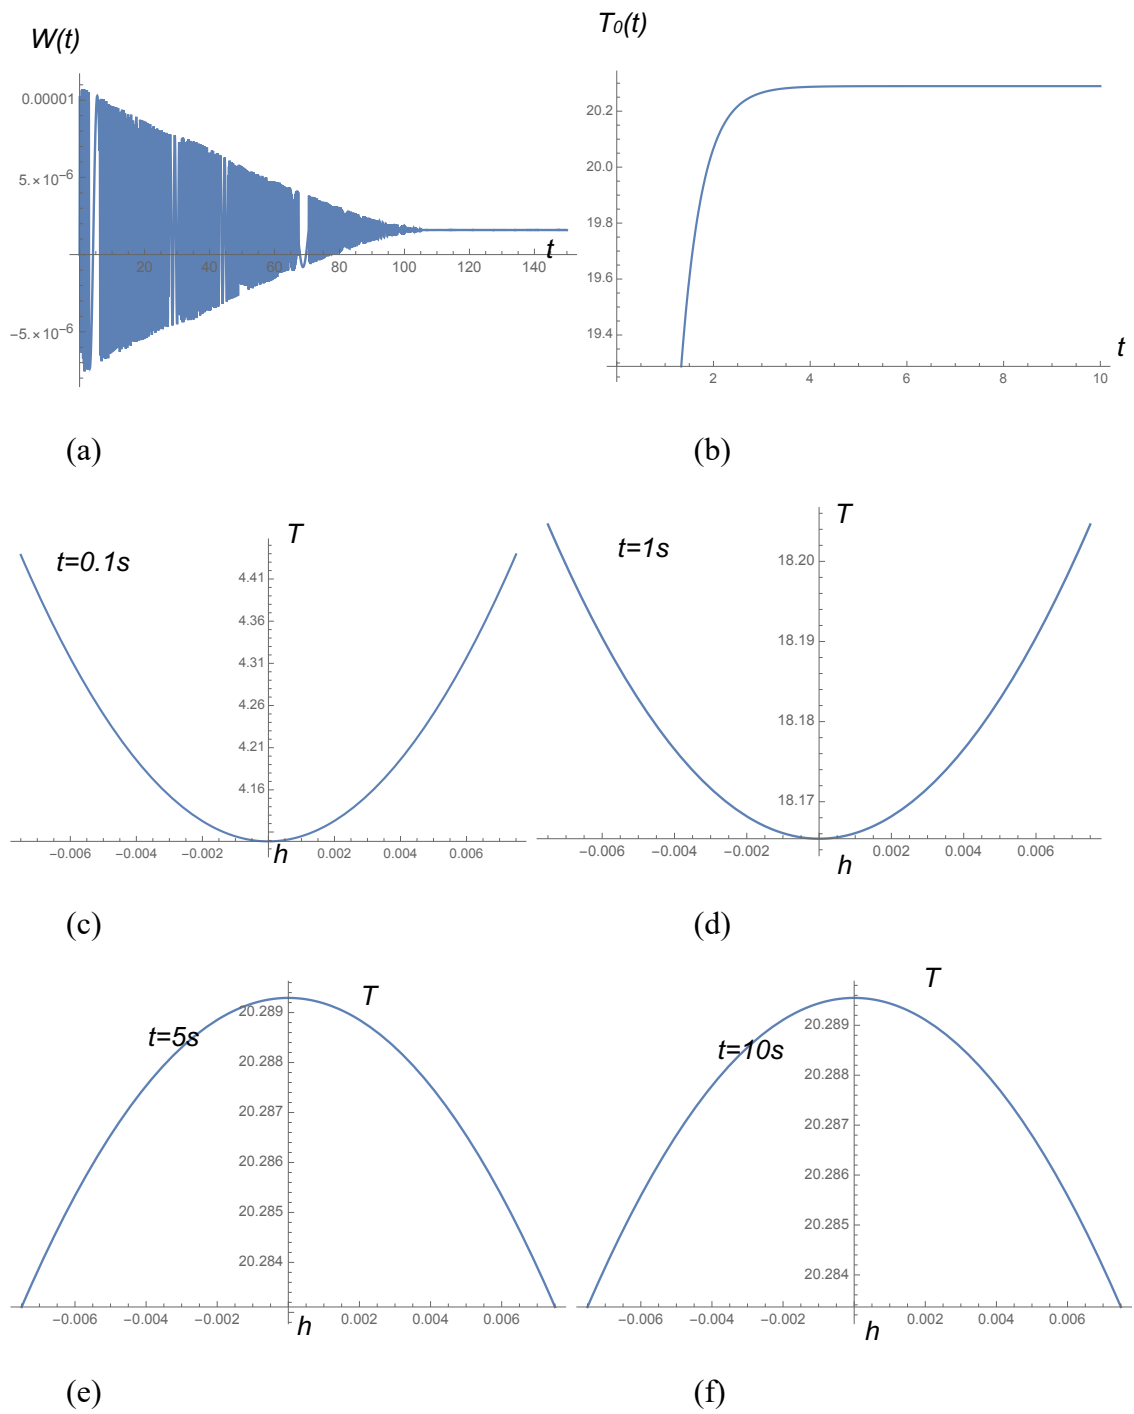 W(t)
T₀(t)
0.00001
5.×10⁻⁶
−5.×10⁻⁶
20 40 60 80 100 120 140
t
20.2
20.0
19.8
19.6
19.4
2 4 6 8 10
t
(a) (b)
T
t=0.1s
4.41
4.36
4.31
4.26
4.21
4.16
−0.006 −0.004 −0.002 0.002 0.004 0.006
h
T
t=1s
18.20
18.19
18.18
18.17
−0.006 −0.004 −0.002 0.002 0.004 0.006
h
(c) (d)
T
t=5s
20.289
20.288
20.287
20.286
20.285
20.284
−0.006 −0.004 −0.002 0.002 0.004 0.006
h
T
t=10s
20.289
20.288
20.287
20.286
20.285
20.284
−0.006 −0.004 −0.002 0.002 0.004 0.006
h
(e) (f)